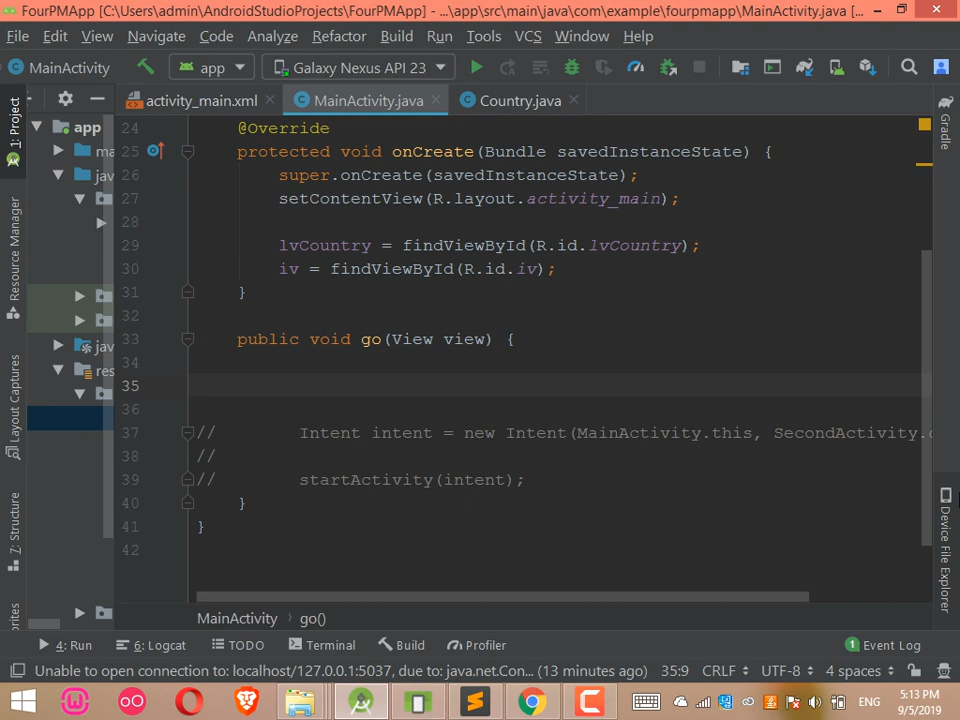 FourPMApp [C:\Users\admin\AndroidStudioProjects\FourPMApp] - ...\app\src\main\java\com\example\fourpmapp\MainActivity.java [...
File Edit View Navigate Code Analyze Refactor Build Run Tools VCS Window Help
MainActivity app Galaxy Nexus API 23
activity_main.xml MainActivity.java Country.java
1: Project
Resource Manager
Layout Captures
7: Structure
app
jav
jav
res
24 @Override
25 protected void onCreate(Bundle savedInstanceState) {
26 super.onCreate(savedInstanceState);
27 setContentView(R.layout.activity_main);
28
29 lvCountry = findViewById(R.id.lvCountry);
30 iv = findViewById(R.id.iv);
31 }
32
33 public void go(View view) {
34
35
36
37 // Intent intent = new Intent(MainActivity.this, SecondActivity.
38 //
39 // startActivity(intent);
40 }
41 }
42
Gradle
Device File Explorer
MainActivity › go()
4: Run 6: Logcat TODO Terminal Build Profiler 1 Event Log
Unable to open connection to: localhost/127.0.0.1:5037, due to: java.net.Con... (13 minutes ago) 35:9 CRLF UTF-8 4 spaces
ENG 5:13 PM
9/5/2019